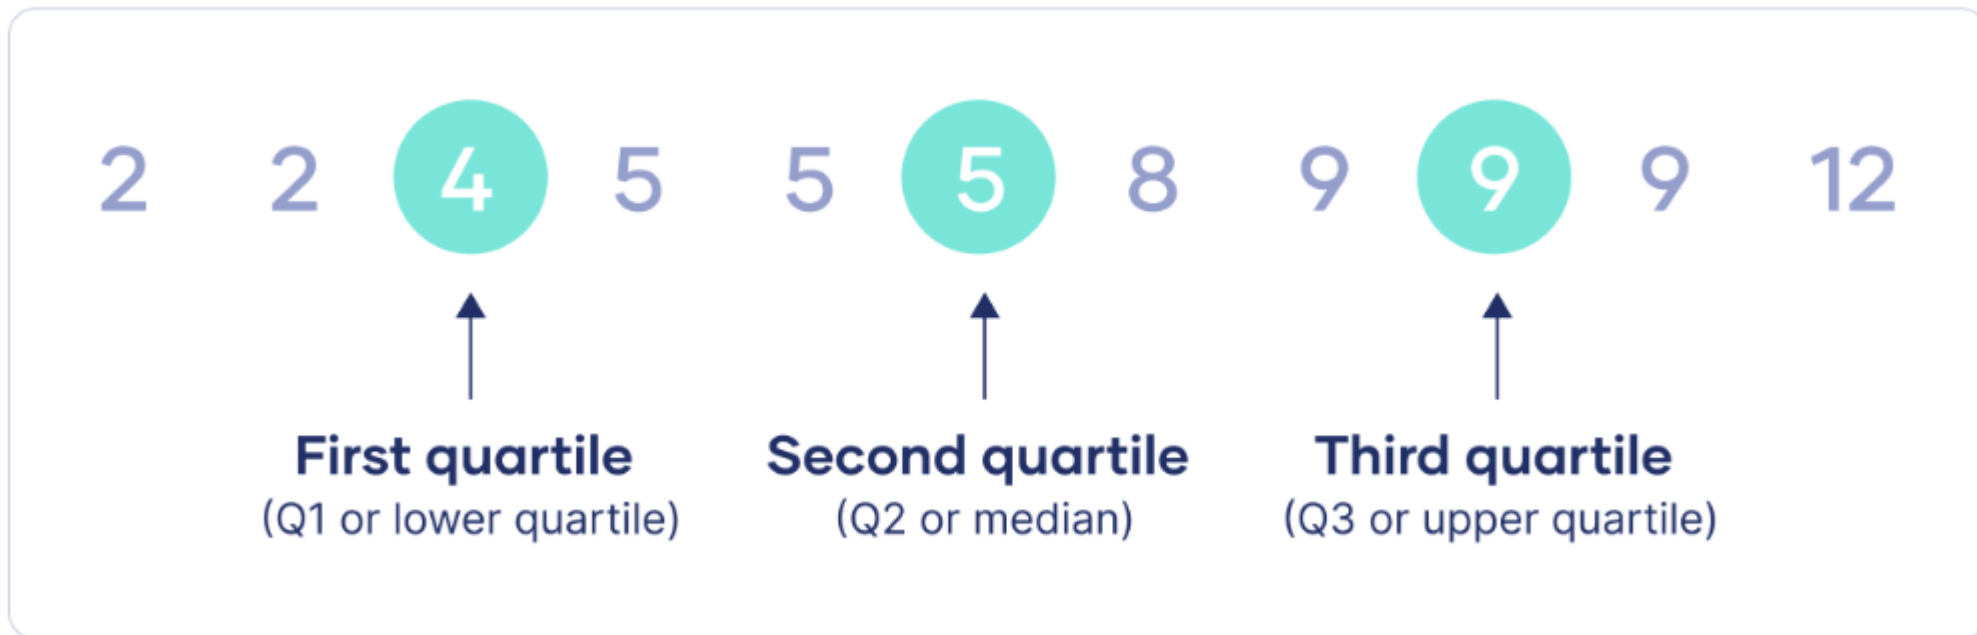 2 2 4 5 5 5 8 9 9 9 12
First quartile Second quartile Third quartile
(Q1 or lower quartile) (Q2 or median) (Q3 or upper quartile)